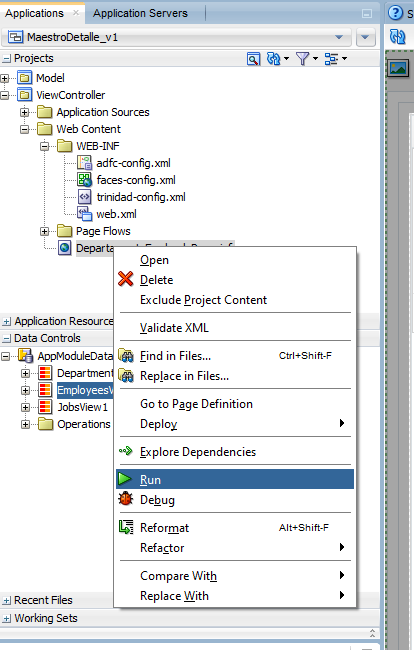 Applications
Application Servers
MaestroDetalle_v1
Projects
Model
ViewController
Application Sources
Web Content
WEB-INF
adfc-config.xml
faces-config.xml
trinidad-config.xml
web.xml
Page Flows
Open
Delete
Exclude Project Content
Validate XML
Find in Files... Ctrl+Shift-F
Replace in Files...
Go to Page Definition
Deploy
Explore Dependencies
Run
Debug
Reformat Alt+Shift-F
Refactor
Compare With
Replace With
Application Resource
Data Controls
AppModuleData
Department
EmployeesV
JobsView1
Operations
Recent Files
Working Sets
S